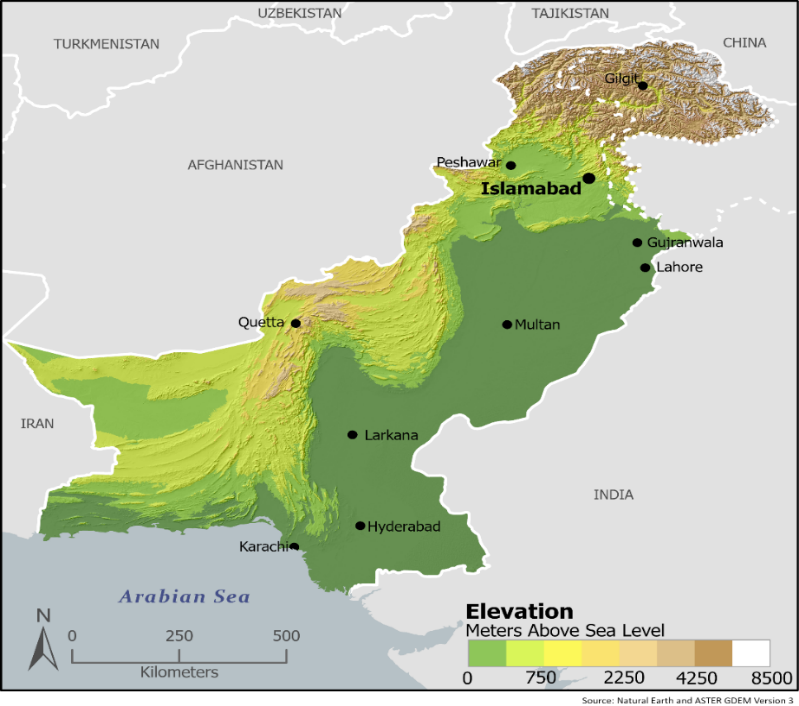 UZBEKISTAN
TAJIKISTAN
TURKMENISTAN
CHINA
Gilgit
AFGHANISTAN
Peshawar
Islamabad
Gujranwala
Lahore
Quetta
Multan
IRAN
Larkana
INDIA
Hyderabad
Karachi
Arabian Sea
N
0 250 500
Kilometers
Elevation
Meters Above Sea Level
0 750 2250 4250 8500
Source: Natural Earth and ASTER GDEM Version 3